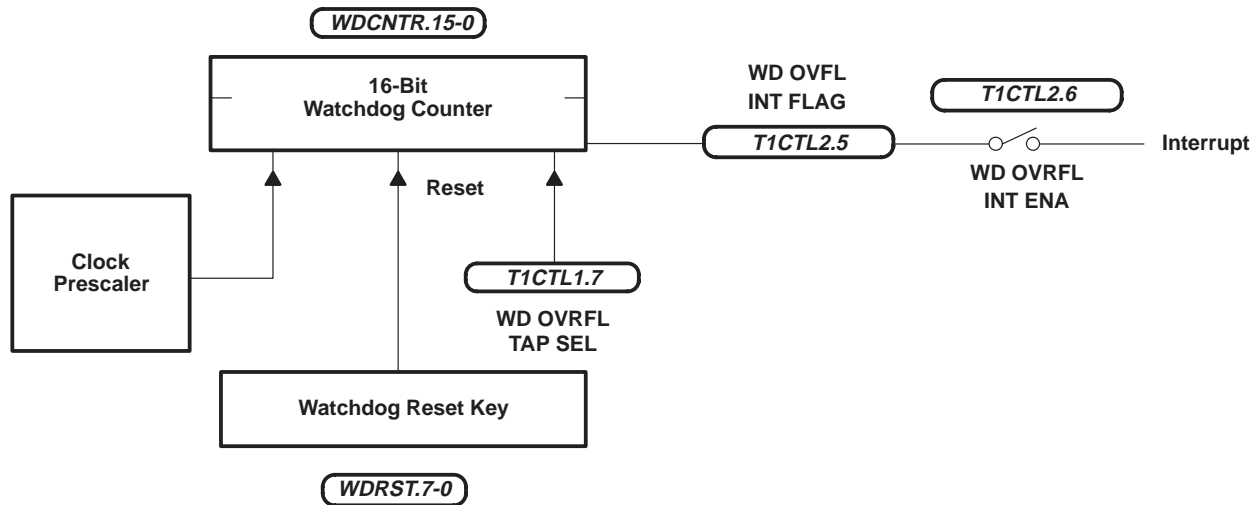 WDCNTR.15-0
16-Bit
Watchdog Counter
WD OVFL
INT FLAG
T1CTL2.6
T1CTL2.5
Interrupt
WD OVRFL
INT ENA
Reset
Clock
Prescaler
T1CTL1.7
WD OVRFL
TAP SEL
Watchdog Reset Key
WDRST.7-0